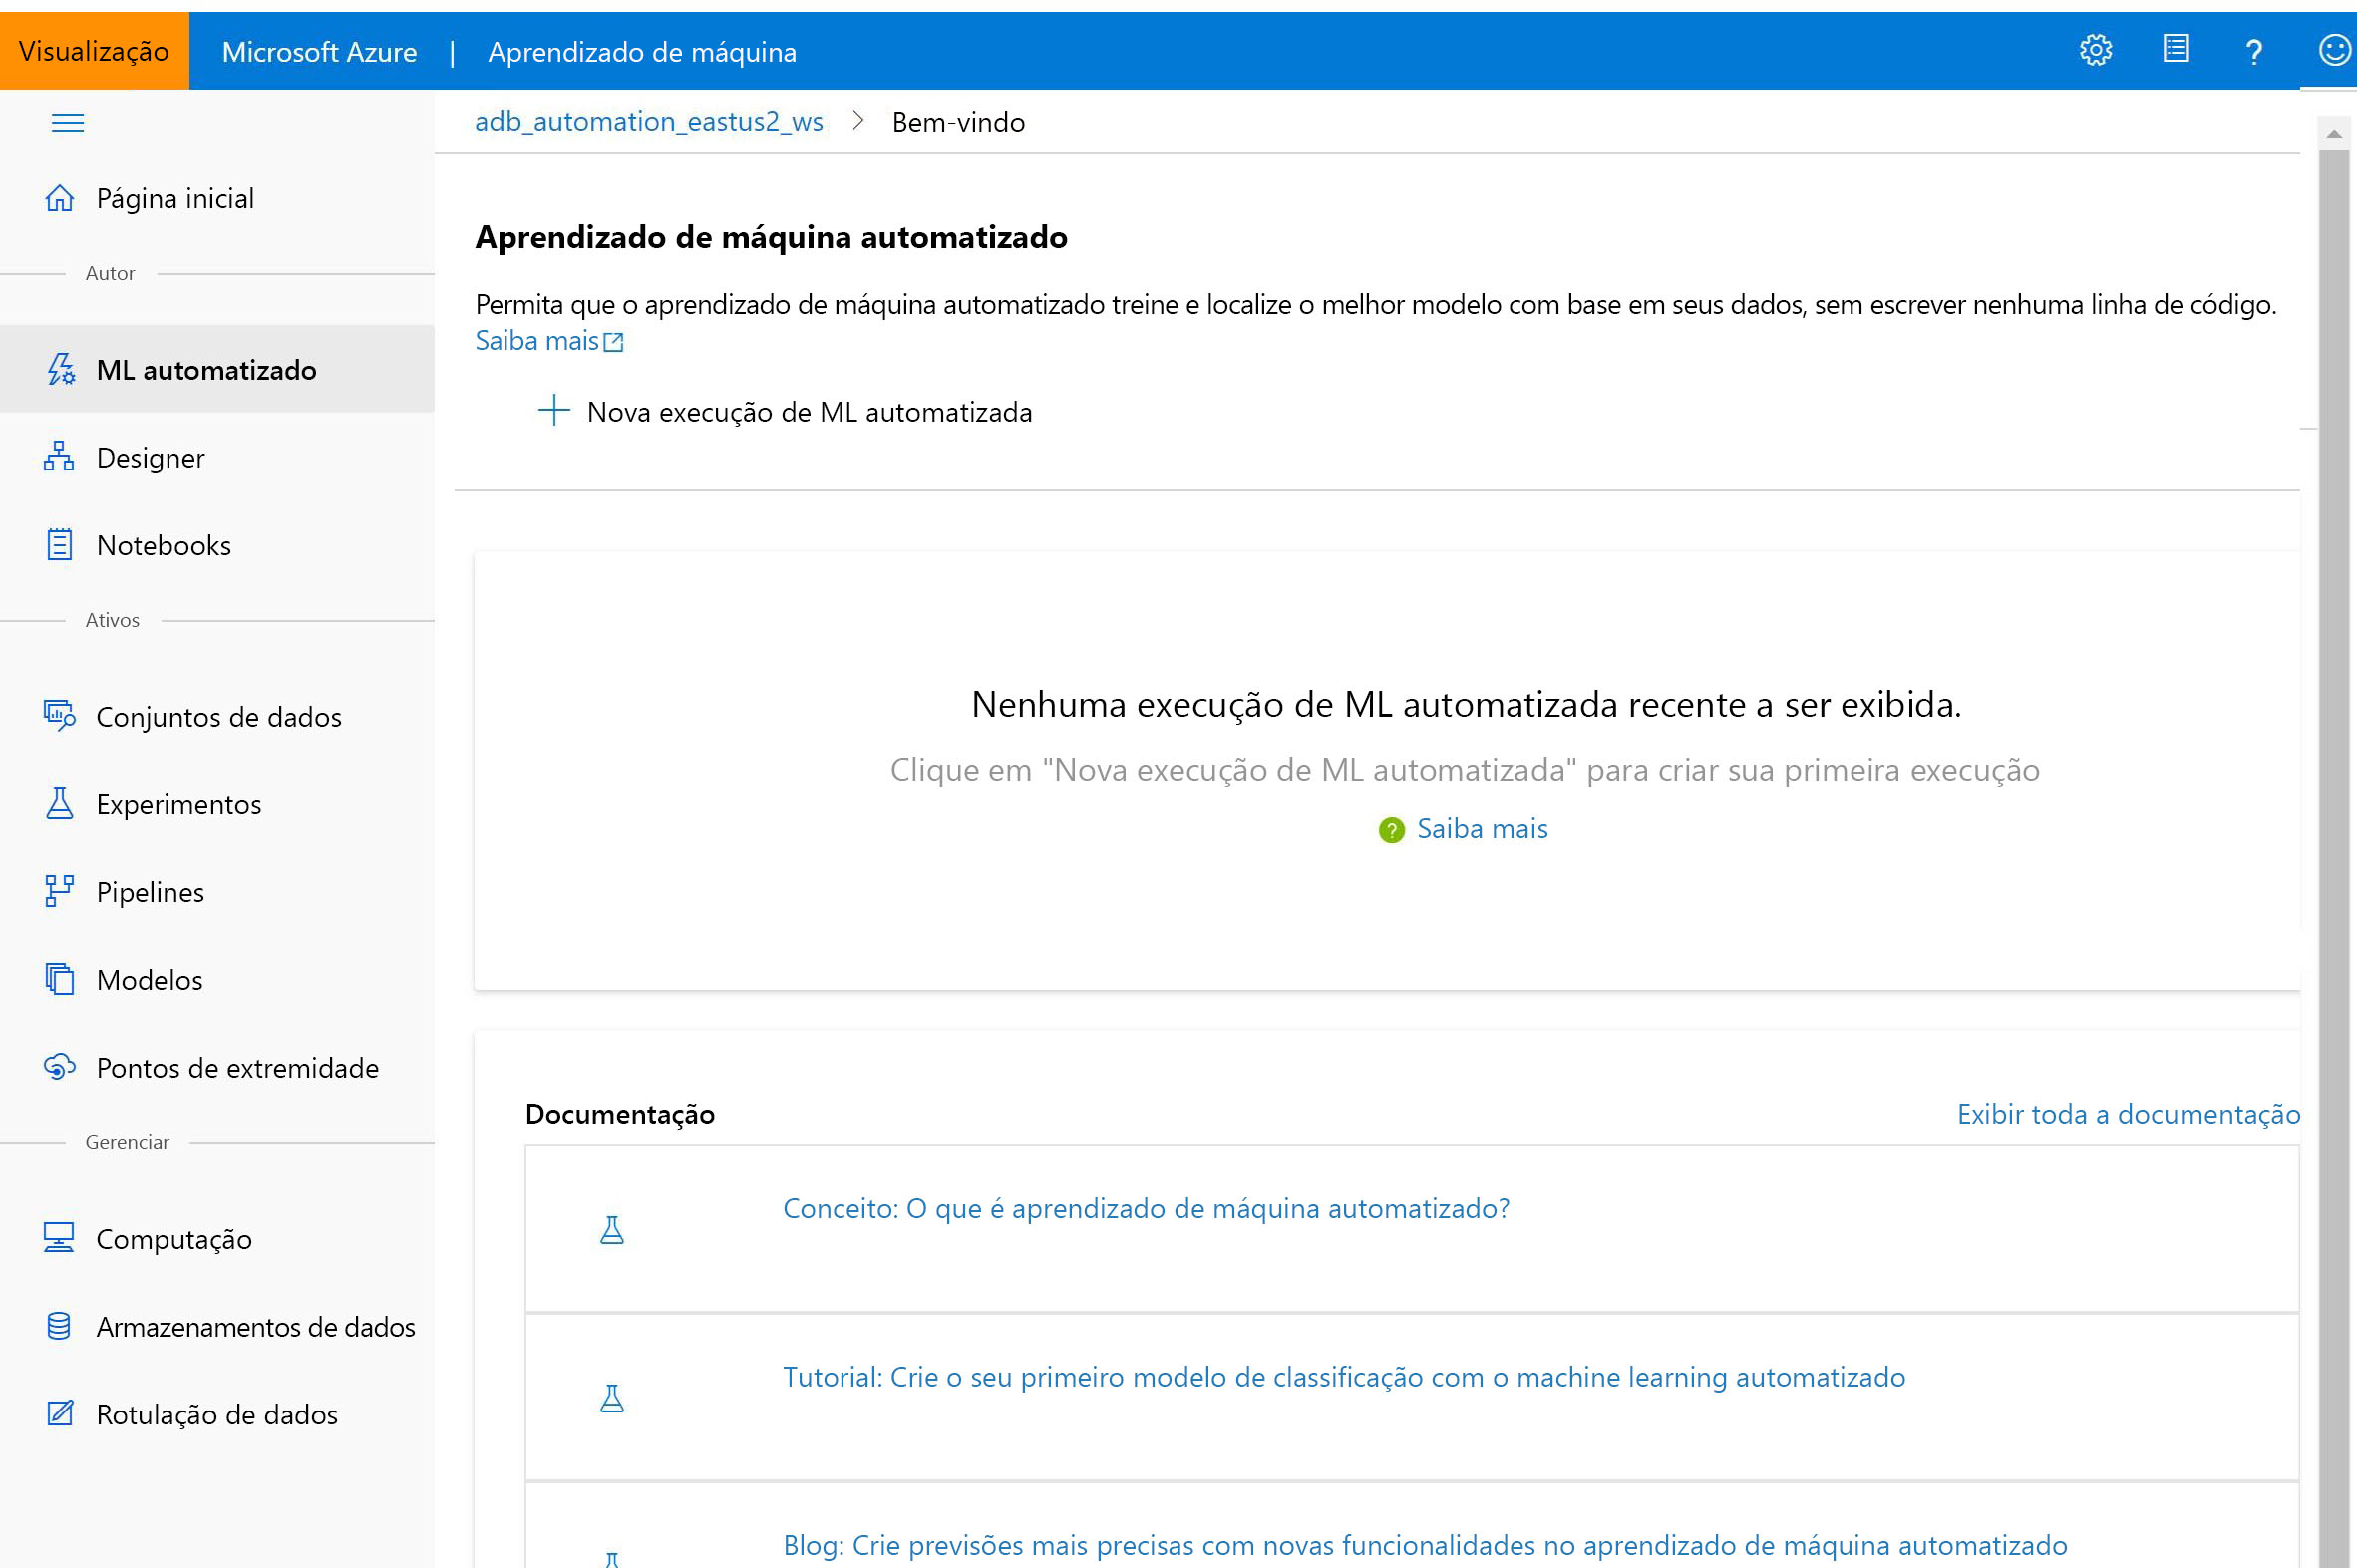 Visualização
Microsoft Azure | Aprendizado de máquina
?
adb_automation_eastus2_ws > Bem-vindo
Página inicial
Autor
ML automatizado
Designer
Notebooks
Ativos
Conjuntos de dados
Experimentos
Pipelines
Modelos
Pontos de extremidade
Gerenciar
Computação
Armazenamentos de dados
Rotulação de dados
Aprendizado de máquina automatizado
Permita que o aprendizado de máquina automatizado treine e localize o melhor modelo com base em seus dados, sem escrever nenhuma linha de código.
Saiba mais
Nova execução de ML automatizada
Nenhuma execução de ML automatizada recente a ser exibida.
Clique em "Nova execução de ML automatizada" para criar sua primeira execução
? Saiba mais
Documentação
Exibir toda a documentação
Conceito: O que é aprendizado de máquina automatizado?
Tutorial: Crie o seu primeiro modelo de classificação com o machine learning automatizado
Blog: Crie previsões mais precisas com novas funcionalidades no aprendizado de máquina automatizado